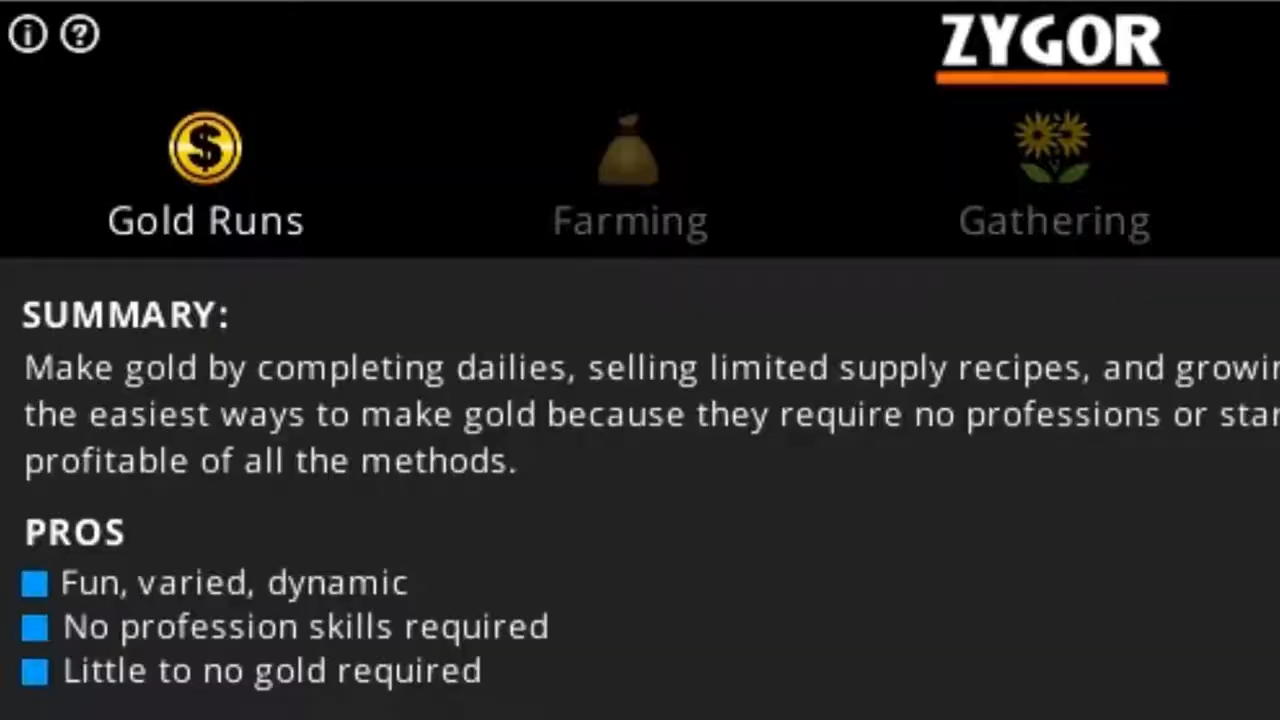 ZYGOR
Gold Runs
Farming
Gathering
SUMMARY:
Make gold by completing dailies, selling limited supply recipes, and
the easiest ways to make gold because they require no professions or
profitable of all the methods.
PROS
Fun, varied, dynamic
No profession skills required
Little to no gold required